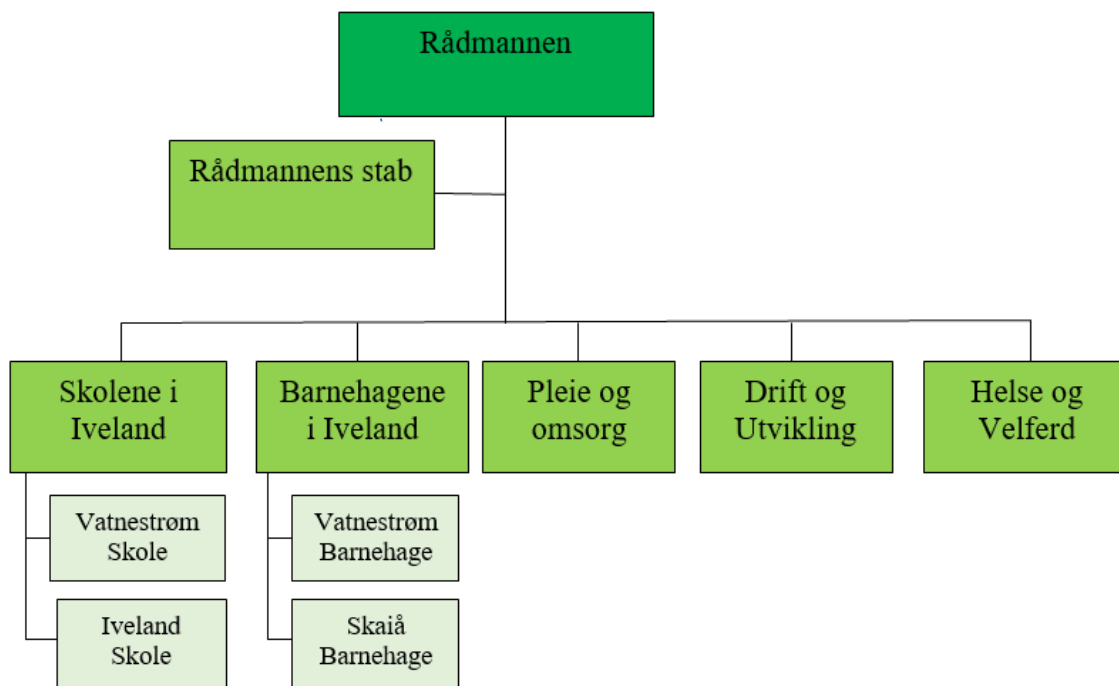 Rådmannen
Rådmannens stab
Skolene i
Iveland
Barnehagene
i Iveland
Pleie og
omsorg
Drift og
Utvikling
Helse og
Velferd
Vatnestrøm
Skole
Vatnestrøm
Barnehage
Iveland
Skole
Skaiå
Barnehage